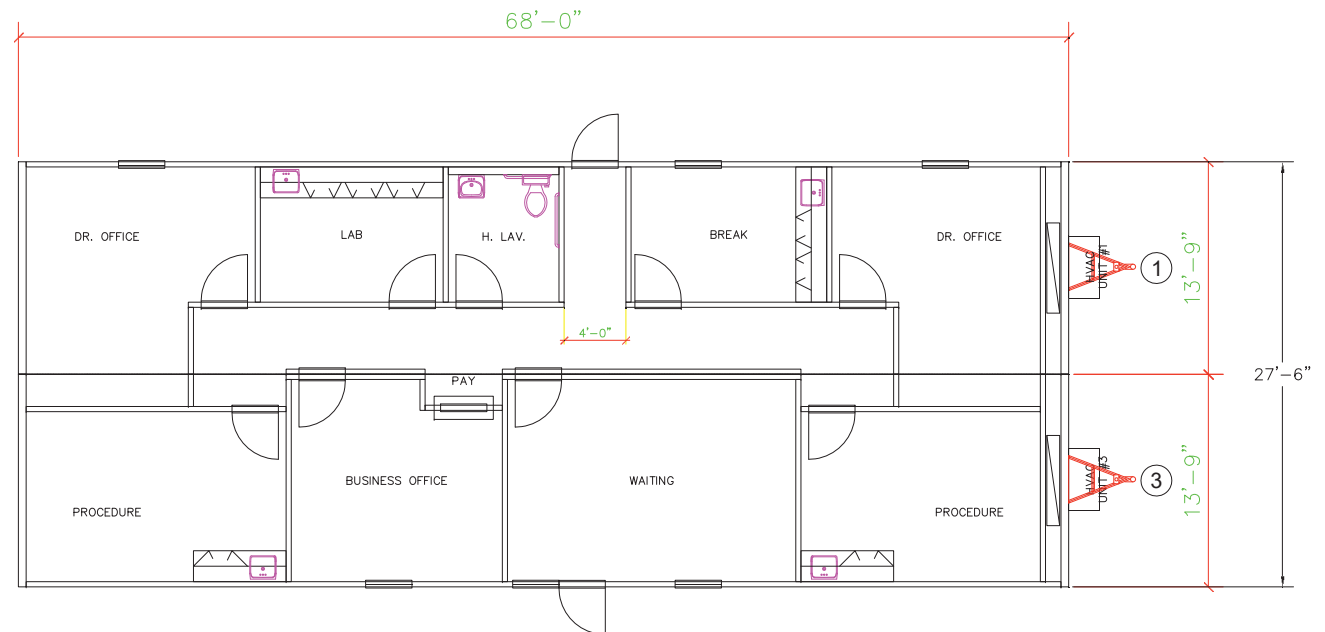 68'-0"
DR. OFFICE
LAB
H. LAV.
BREAK
DR. OFFICE
HVAC
UNIT #1
1
13'-9"
4'-0"
27'-6"
PAY
BUSINESS OFFICE
WAITING
PROCEDURE
PROCEDURE
HVAC
UNIT #3
3
13'-9"